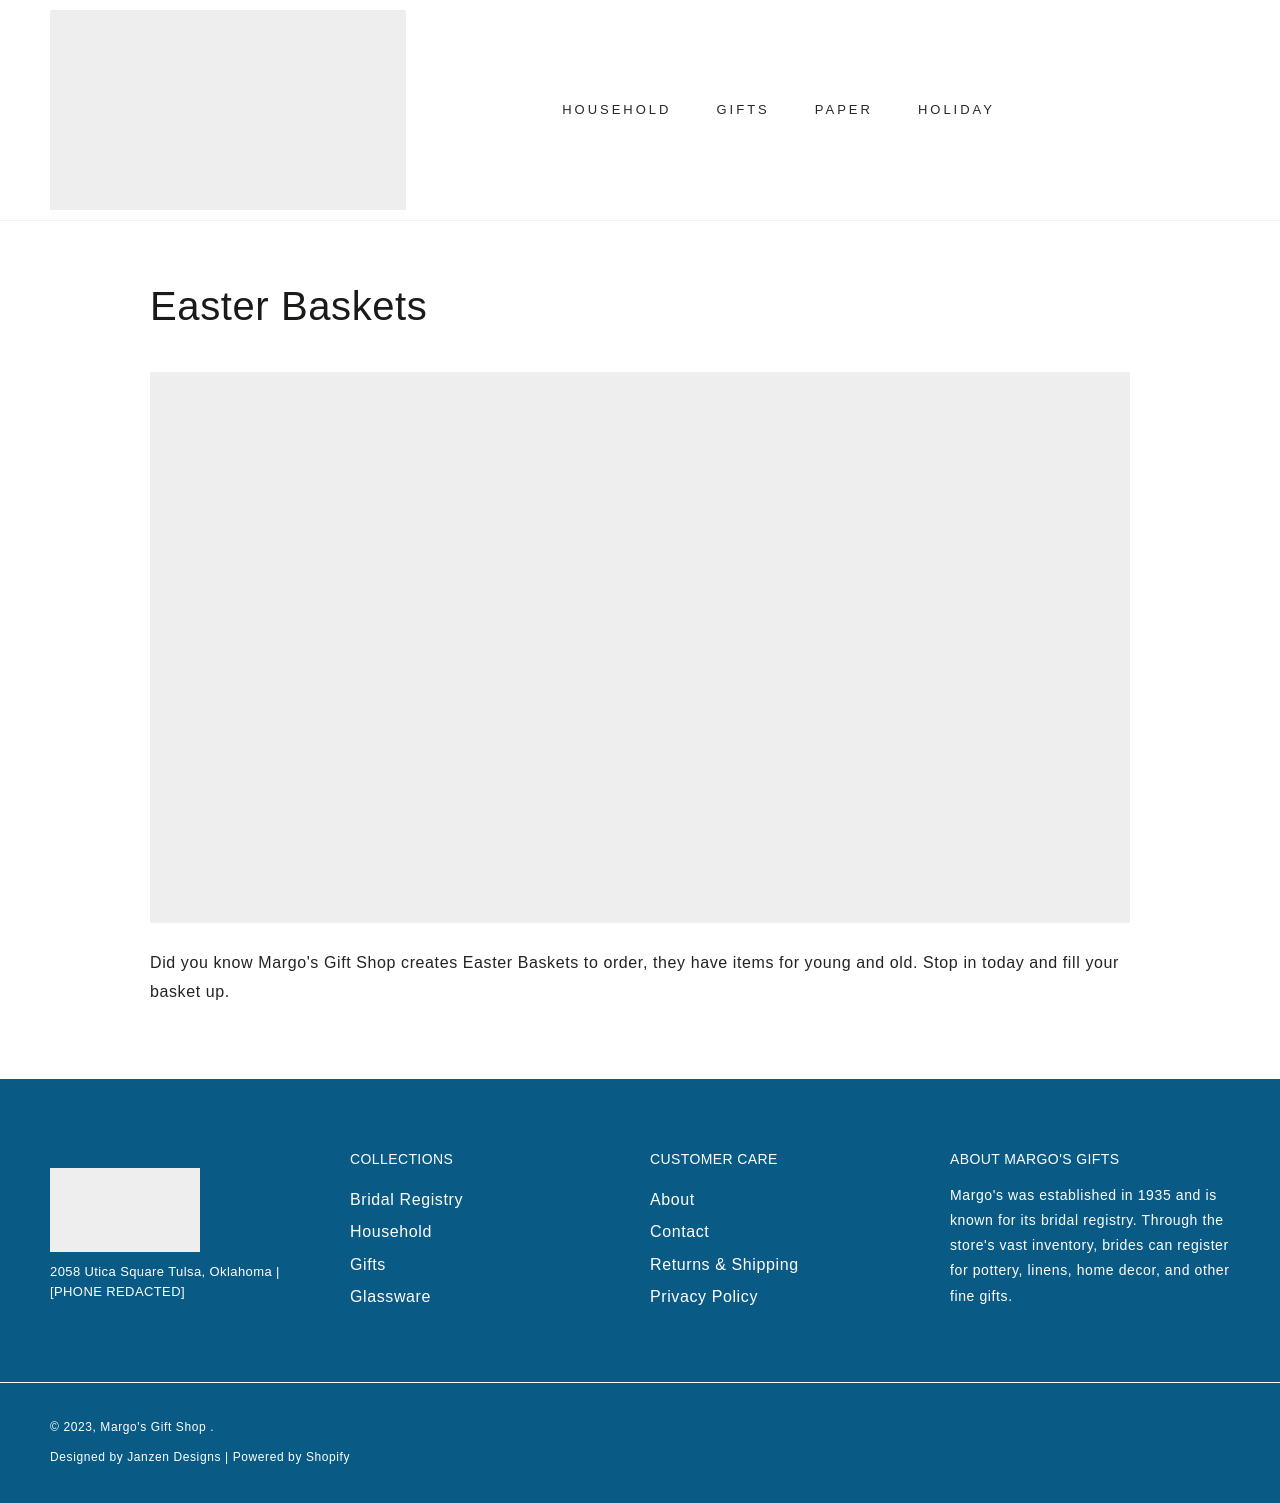 HOUSEHOLD GIFTS PAPER HOLIDAY
Easter Baskets
Did you know Margo's Gift Shop creates Easter Baskets to order, they have items for young and old. Stop in today and fill your
basket up.
2058 Utica Square Tulsa, Oklahoma |
[PHONE REDACTED]
COLLECTIONS
Bridal Registry
Household
Gifts
Glassware
CUSTOMER CARE
About
Contact
Returns & Shipping
Privacy Policy
ABOUT MARGO'S GIFTS
Margo's was established in 1935 and is
known for its bridal registry. Through the
store's vast inventory, brides can register
for pottery, linens, home decor, and other
fine gifts.
© 2023, Margo's Gift Shop .
Designed by Janzen Designs | Powered by Shopify